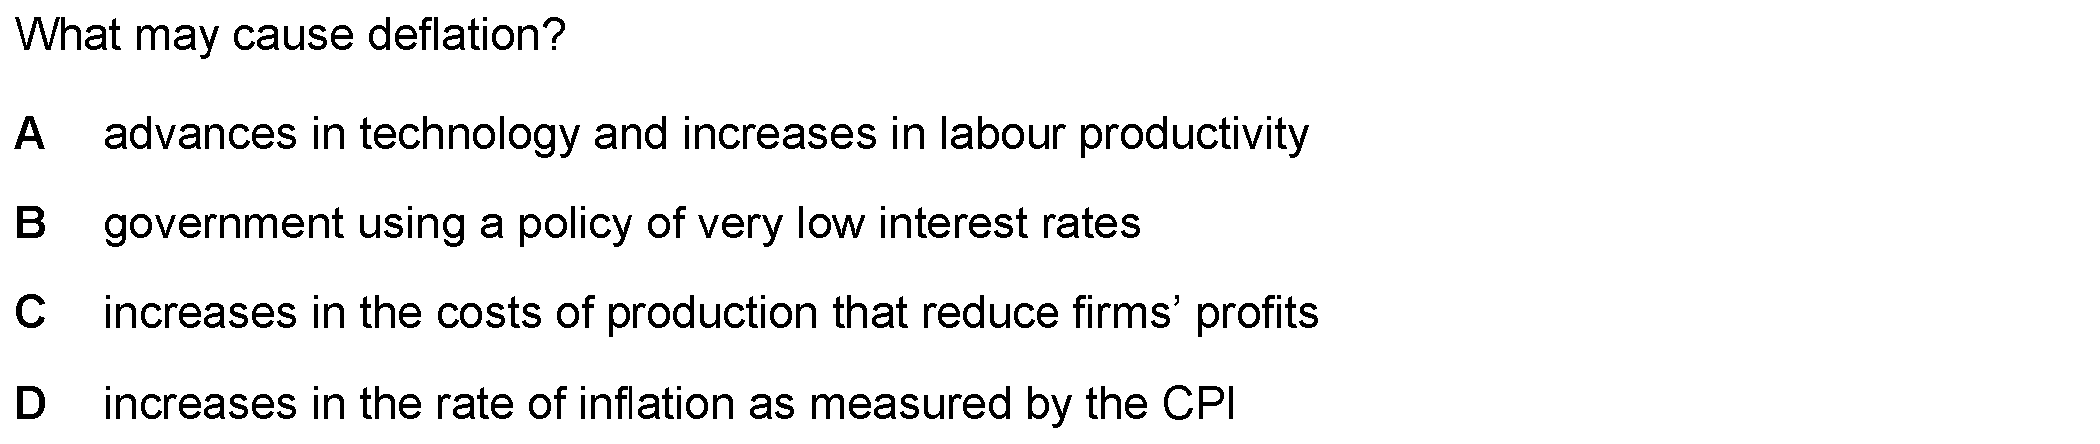 What may cause deflation?
A advances in technology and increases in labour productivity
B government using a policy of very low interest rates
C increases in the costs of production that reduce firms’ profits
D increases in the rate of inflation as measured by the CPI